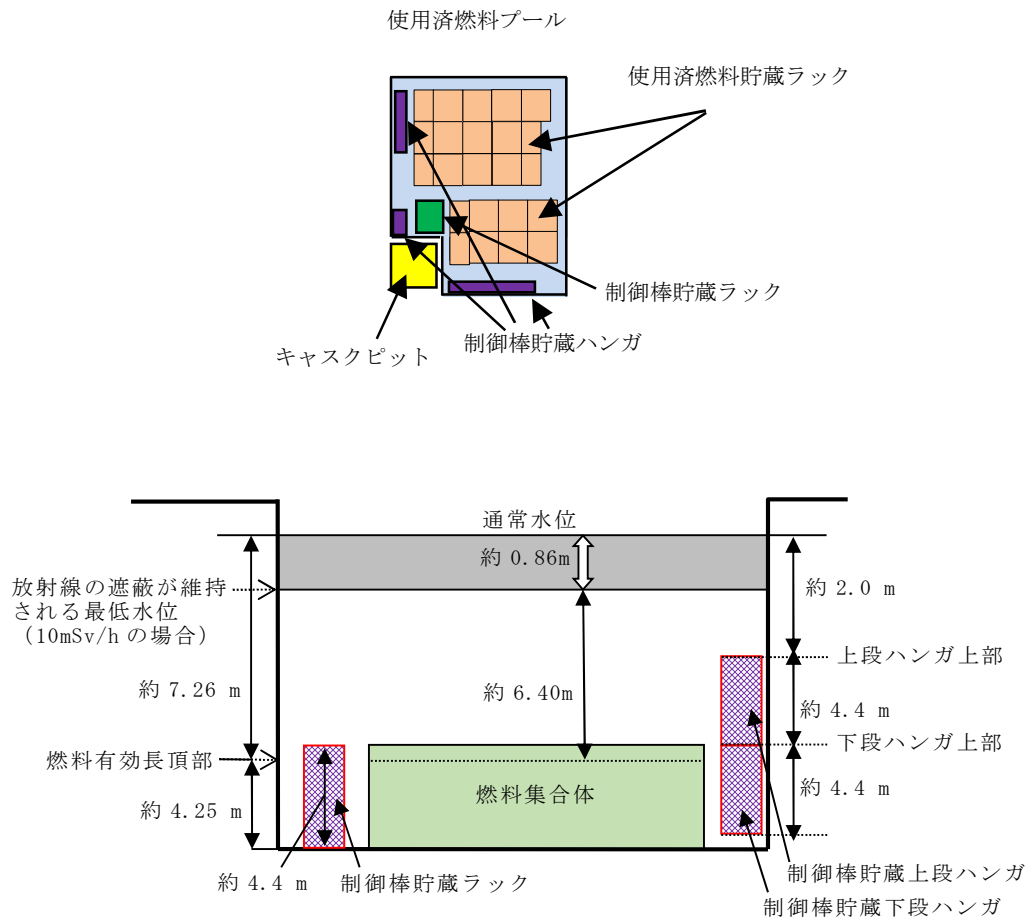 使用済燃料プール
使用済燃料貯蔵ラック
制御棒貯蔵ラック
制御棒貯蔵ハンガ
キャスクピット
通常水位
約 0.86m
放射線の遮蔽が維持
される最低水位
（10mSv/h の場合）
約 2.0 m
上段ハンガ上部
約 7.26 m
約 6.40m
約 4.4 m
下段ハンガ上部
燃料有効長頂部
約 4.4 m
燃料集合体
約 4.25 m
制御棒貯蔵上段ハンガ
約 4.4 m
制御棒貯蔵ラック
制御棒貯蔵下段ハンガ